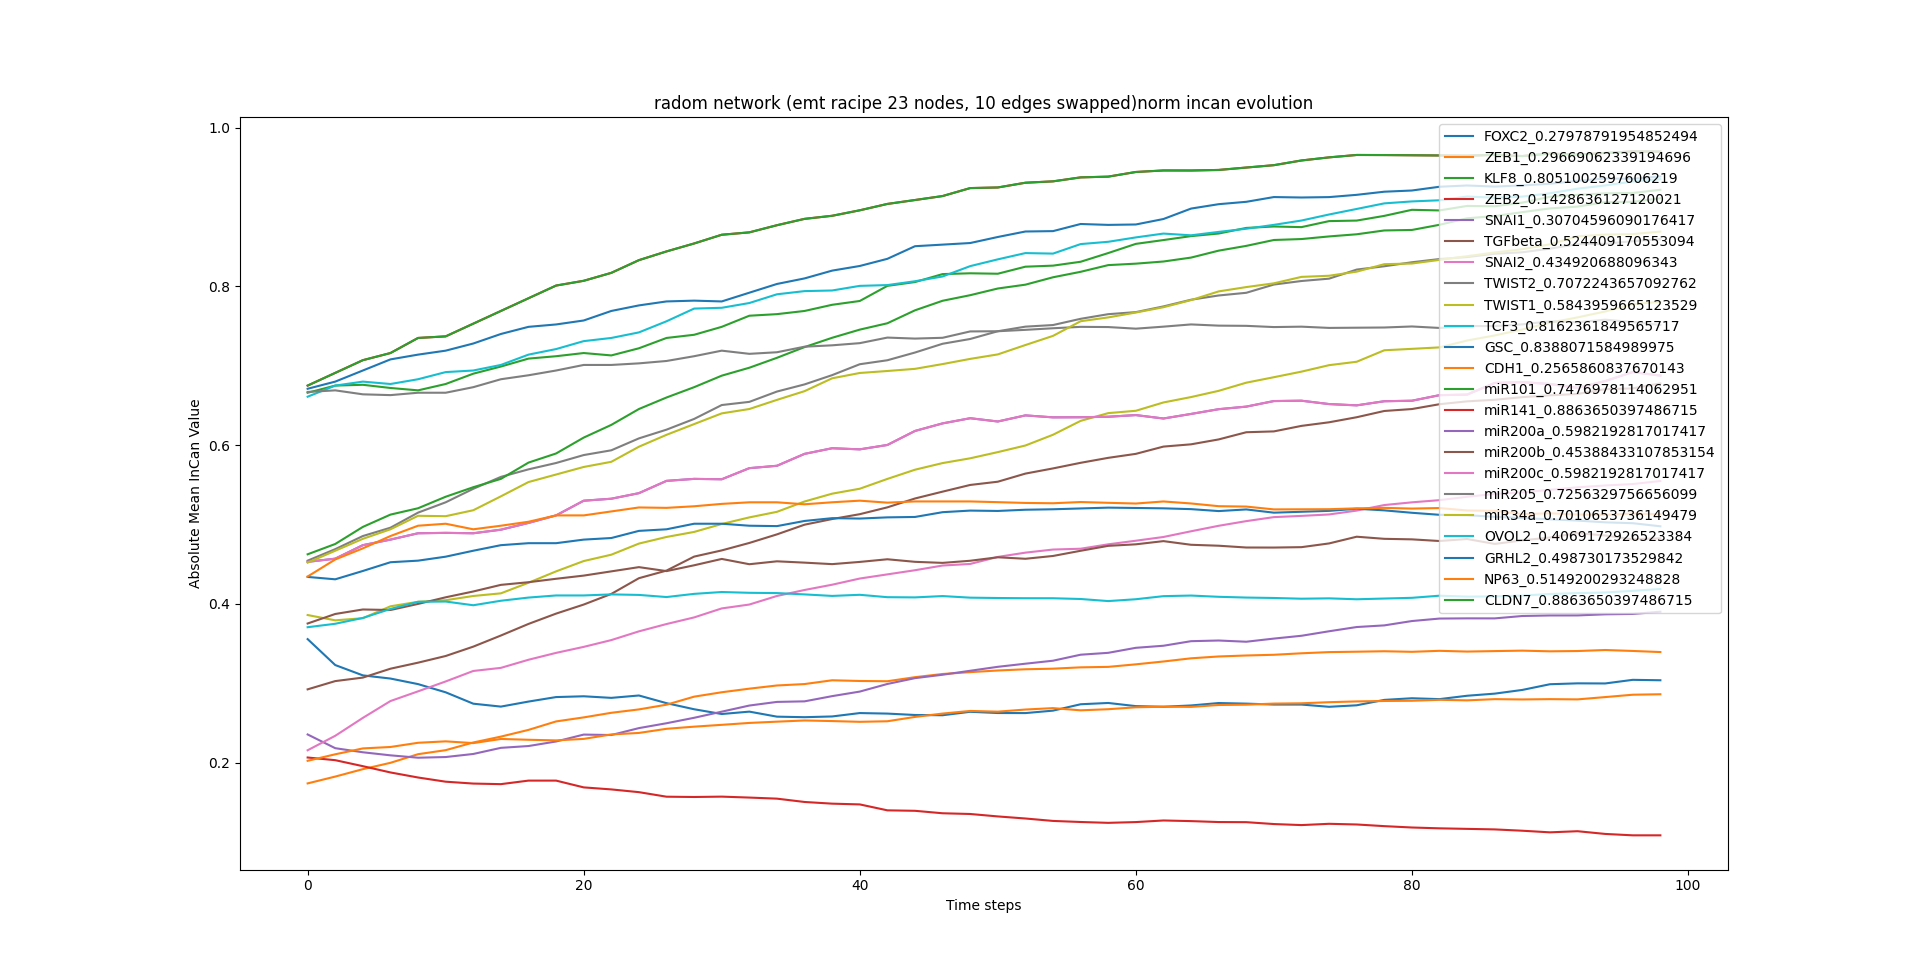 radom network (emt racipe 23 nodes, 10 edges swapped)norm incan evolution
Absolute Mean InCan Value
1.0
0.8
0.6
0.4
0.2
0
20
40
60
80
100
Time steps
FOXC2_0.27978791954852494
ZEB1_0.29669062339194696
KLF8_0.8051002597606219
ZEB2_0.1428636127120021
SNAI1_0.30704596090176417
TGFbeta_0.524409170553094
SNAI2_0.434920688096343
TWIST2_0.7072243657092762
TWIST1_0.5843959665123529
TCF3_0.8162361849565717
GSC_0.8388071584989975
CDH1_0.2565860837670143
miR101_0.7476978114062951
miR141_0.8863650397486715
miR200a_0.5982192817017417
miR200b_0.45388433107853154
miR200c_0.5982192817017417
miR205_0.7256329756656099
miR34a_0.7010653736149479
OVOL2_0.4069172926523384
GRHL2_0.498730173529842
NP63_0.5149200293248828
CLDN7_0.8863650397486715